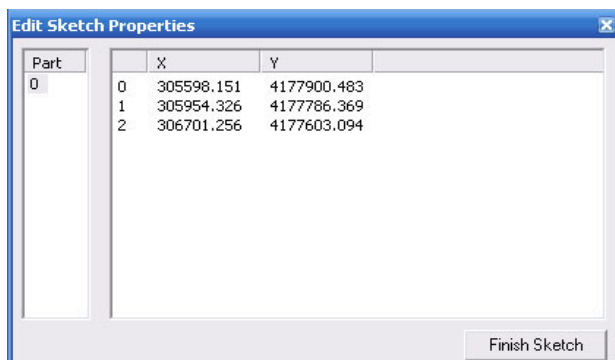 Edit Sketch Properties
Part
0
X Y
0 305598.151 4177900.483
1 305954.326 4177786.369
2 306701.256 4177603.094
Finish Sketch